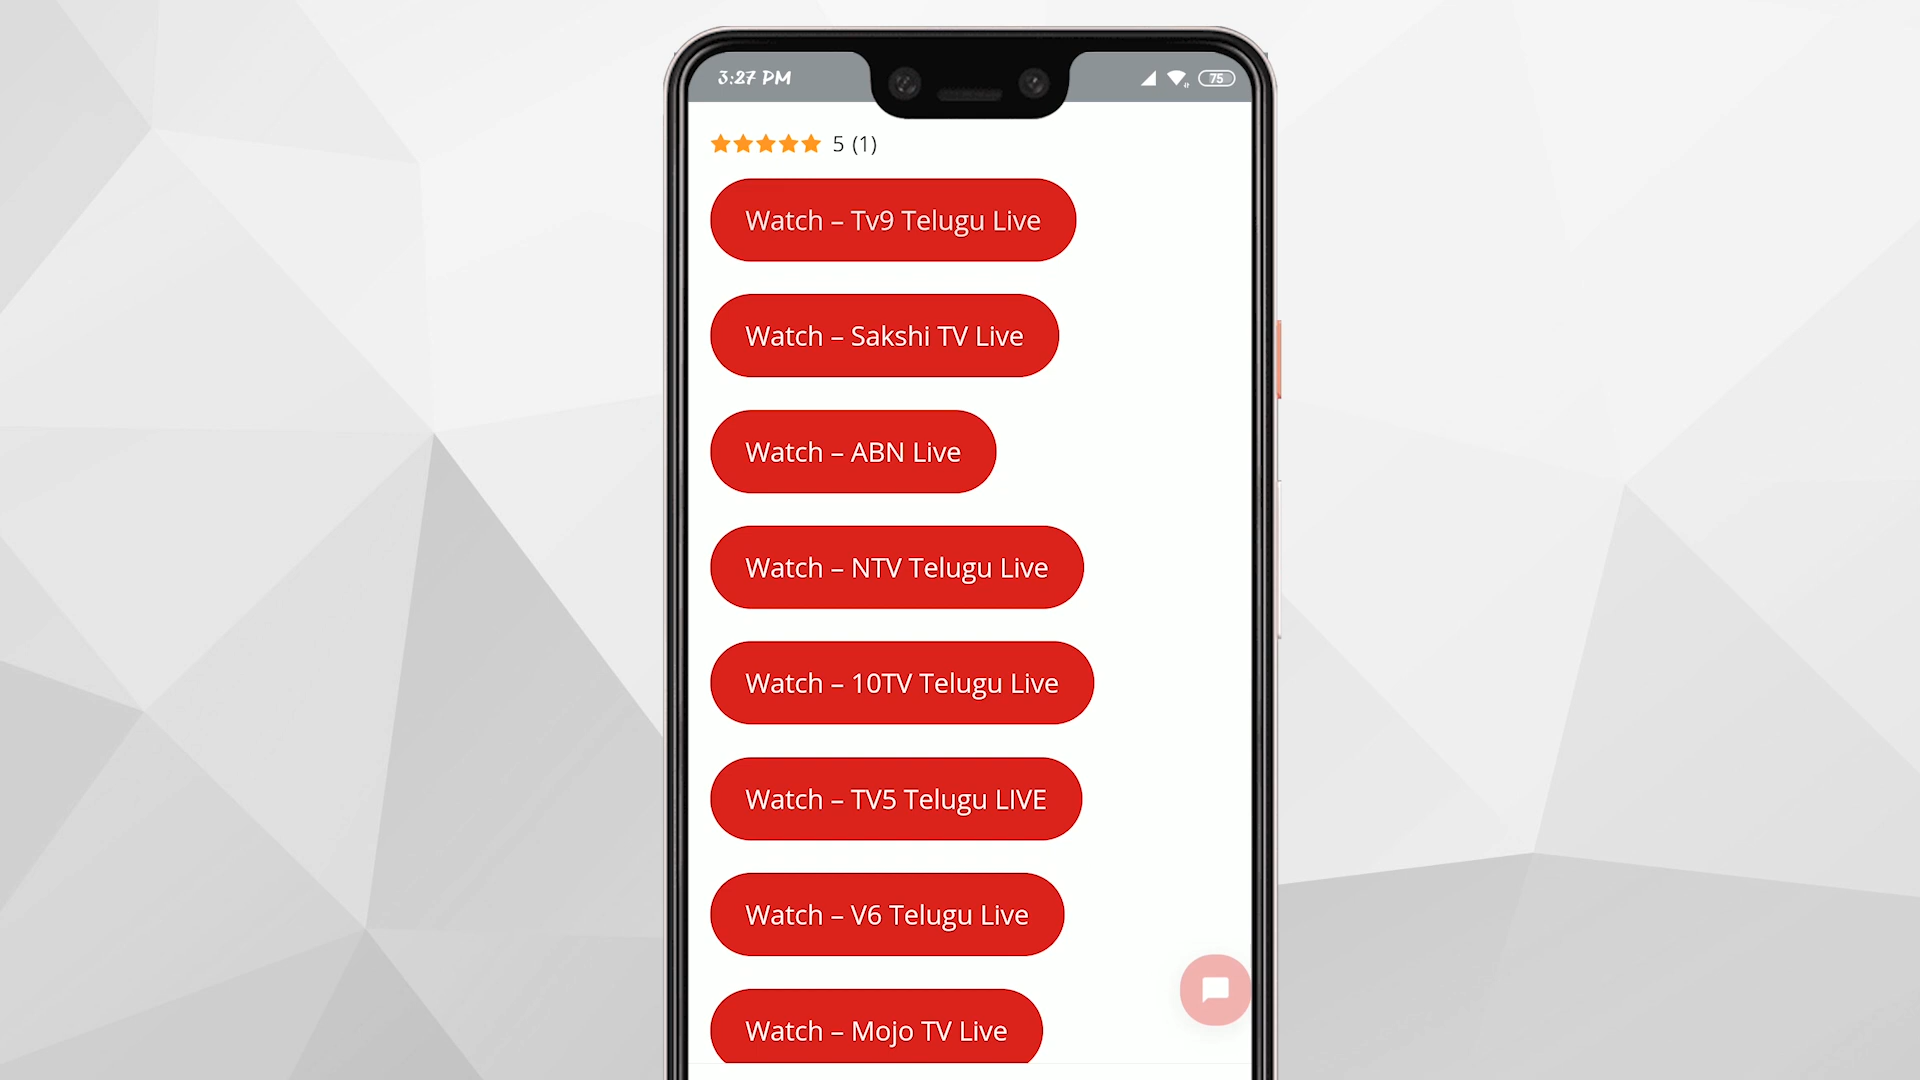 3:27 PM
75
5 (1)
Watch – Tv9 Telugu Live
Watch – Sakshi TV Live
Watch – ABN Live
Watch – NTV Telugu Live
Watch – 10TV Telugu Live
Watch – TV5 Telugu LIVE
Watch – V6 Telugu Live
Watch – Mojo TV Live